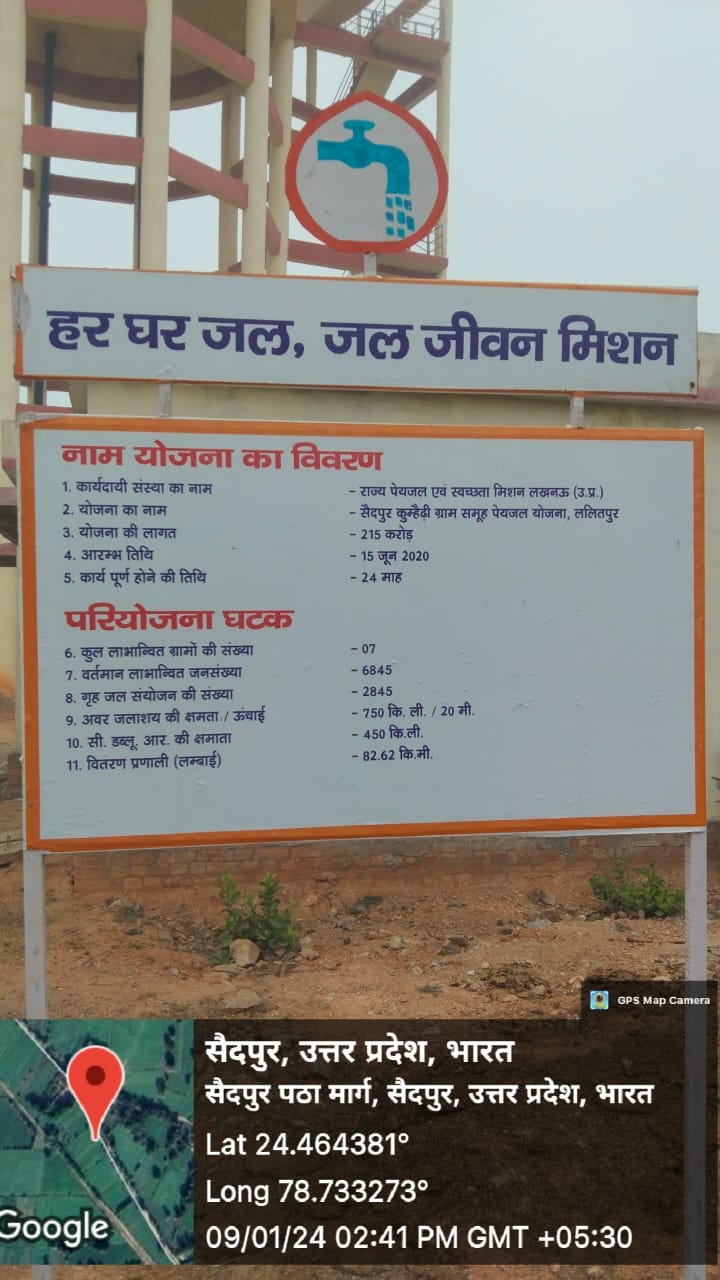 हर घर जल, जल जीवन मिशन
नाम योजना का विवरण
1. कार्यदायी संस्था का नाम - राज्य पेयजल एवं स्वच्छता मिशन लखनऊ (उ.प्र.)
2. योजना का नाम - सैदपुर कुम्हैढ़ी ग्राम समूह पेयजल योजना, ललितपुर
3. योजना की लागत - 215 करोड़
4. आरम्भ तिथि - 15 जून 2020
5. कार्य पूर्ण होने की तिथि - 24 माह
परियोजना घटक
6. कुल लाभान्वित ग्रामों की संख्या - 07
7. वर्तमान लाभान्वित जनसंख्या - 6845
8. गृह जल संयोजन की संख्या - 2845
9. अवर जलाशय की क्षमता / ऊंचाई - 750 कि. ली. / 20 मी.
10. सी. डब्लू. आर. की क्षमाता - 450 कि.ली.
11. वितरण प्रणाली (लम्बाई) - 82.62 कि.मी.
GPS Map Camera
सैदपुर, उत्तर प्रदेश, भारत
सैदपुर पठा मार्ग, सैदपुर, उत्तर प्रदेश, भारत
Lat 24.464381°
Long 78.733273°
09/01/24 02:41 PM GMT +05:30
Google